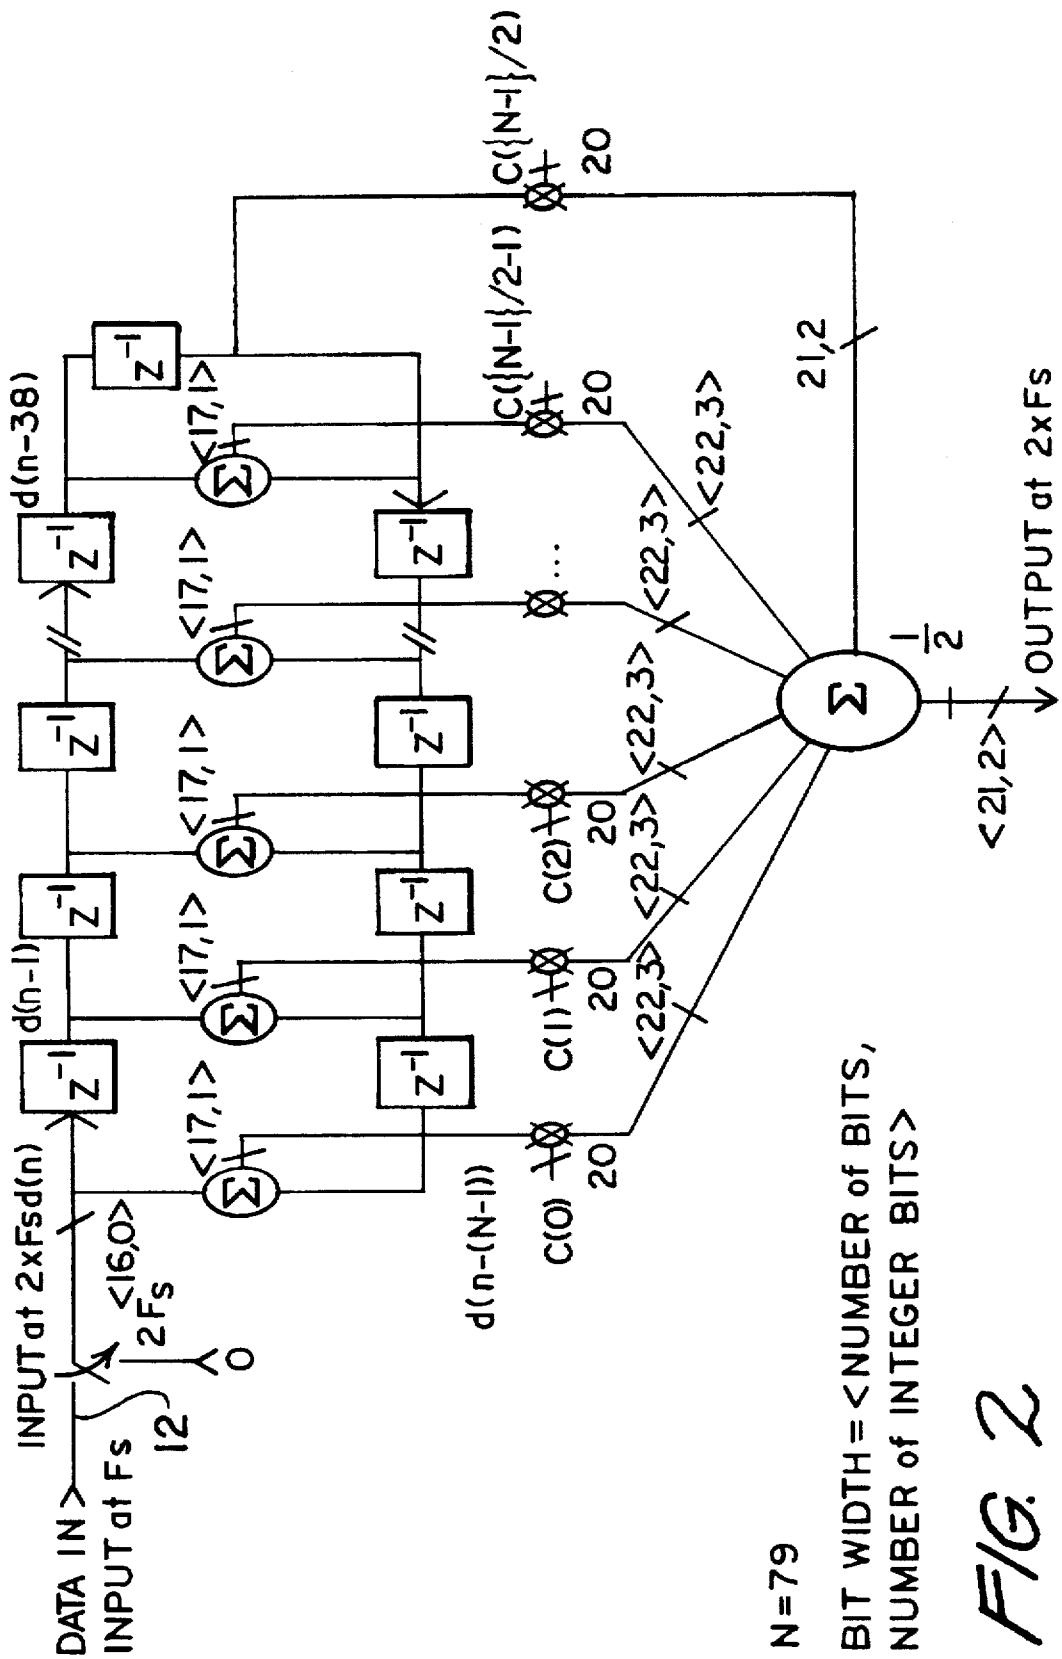 DATA IN >
INPUT at Fs
12
INPUT at 2xFs d(n)
<16,0>
2Fs
0
Z⁻¹
d(n-1)
Z⁻¹
Z⁻¹
Z⁻¹
d(n-38)
Z⁻¹
<17,1>
<17,1>
<17,1>
<17,1>
<17,1>
Σ
Σ
Σ
Σ
Σ
Z⁻¹
Z⁻¹
Z⁻¹
Z⁻¹
d(n-(N-1))
C(0)
C(1)
C(2)
...
C({N-1}/2-1)
C({N-1}/2)
20
20
20
20
20
<22,3>
<22,3>
<22,3>
<22,3>
<22,3>
21,2
Σ
1/2
<21,2>
OUTPUT at 2xFs
N=79
BIT WIDTH = <NUMBER of BITS,
NUMBER of INTEGER BITS>
FIG. 2